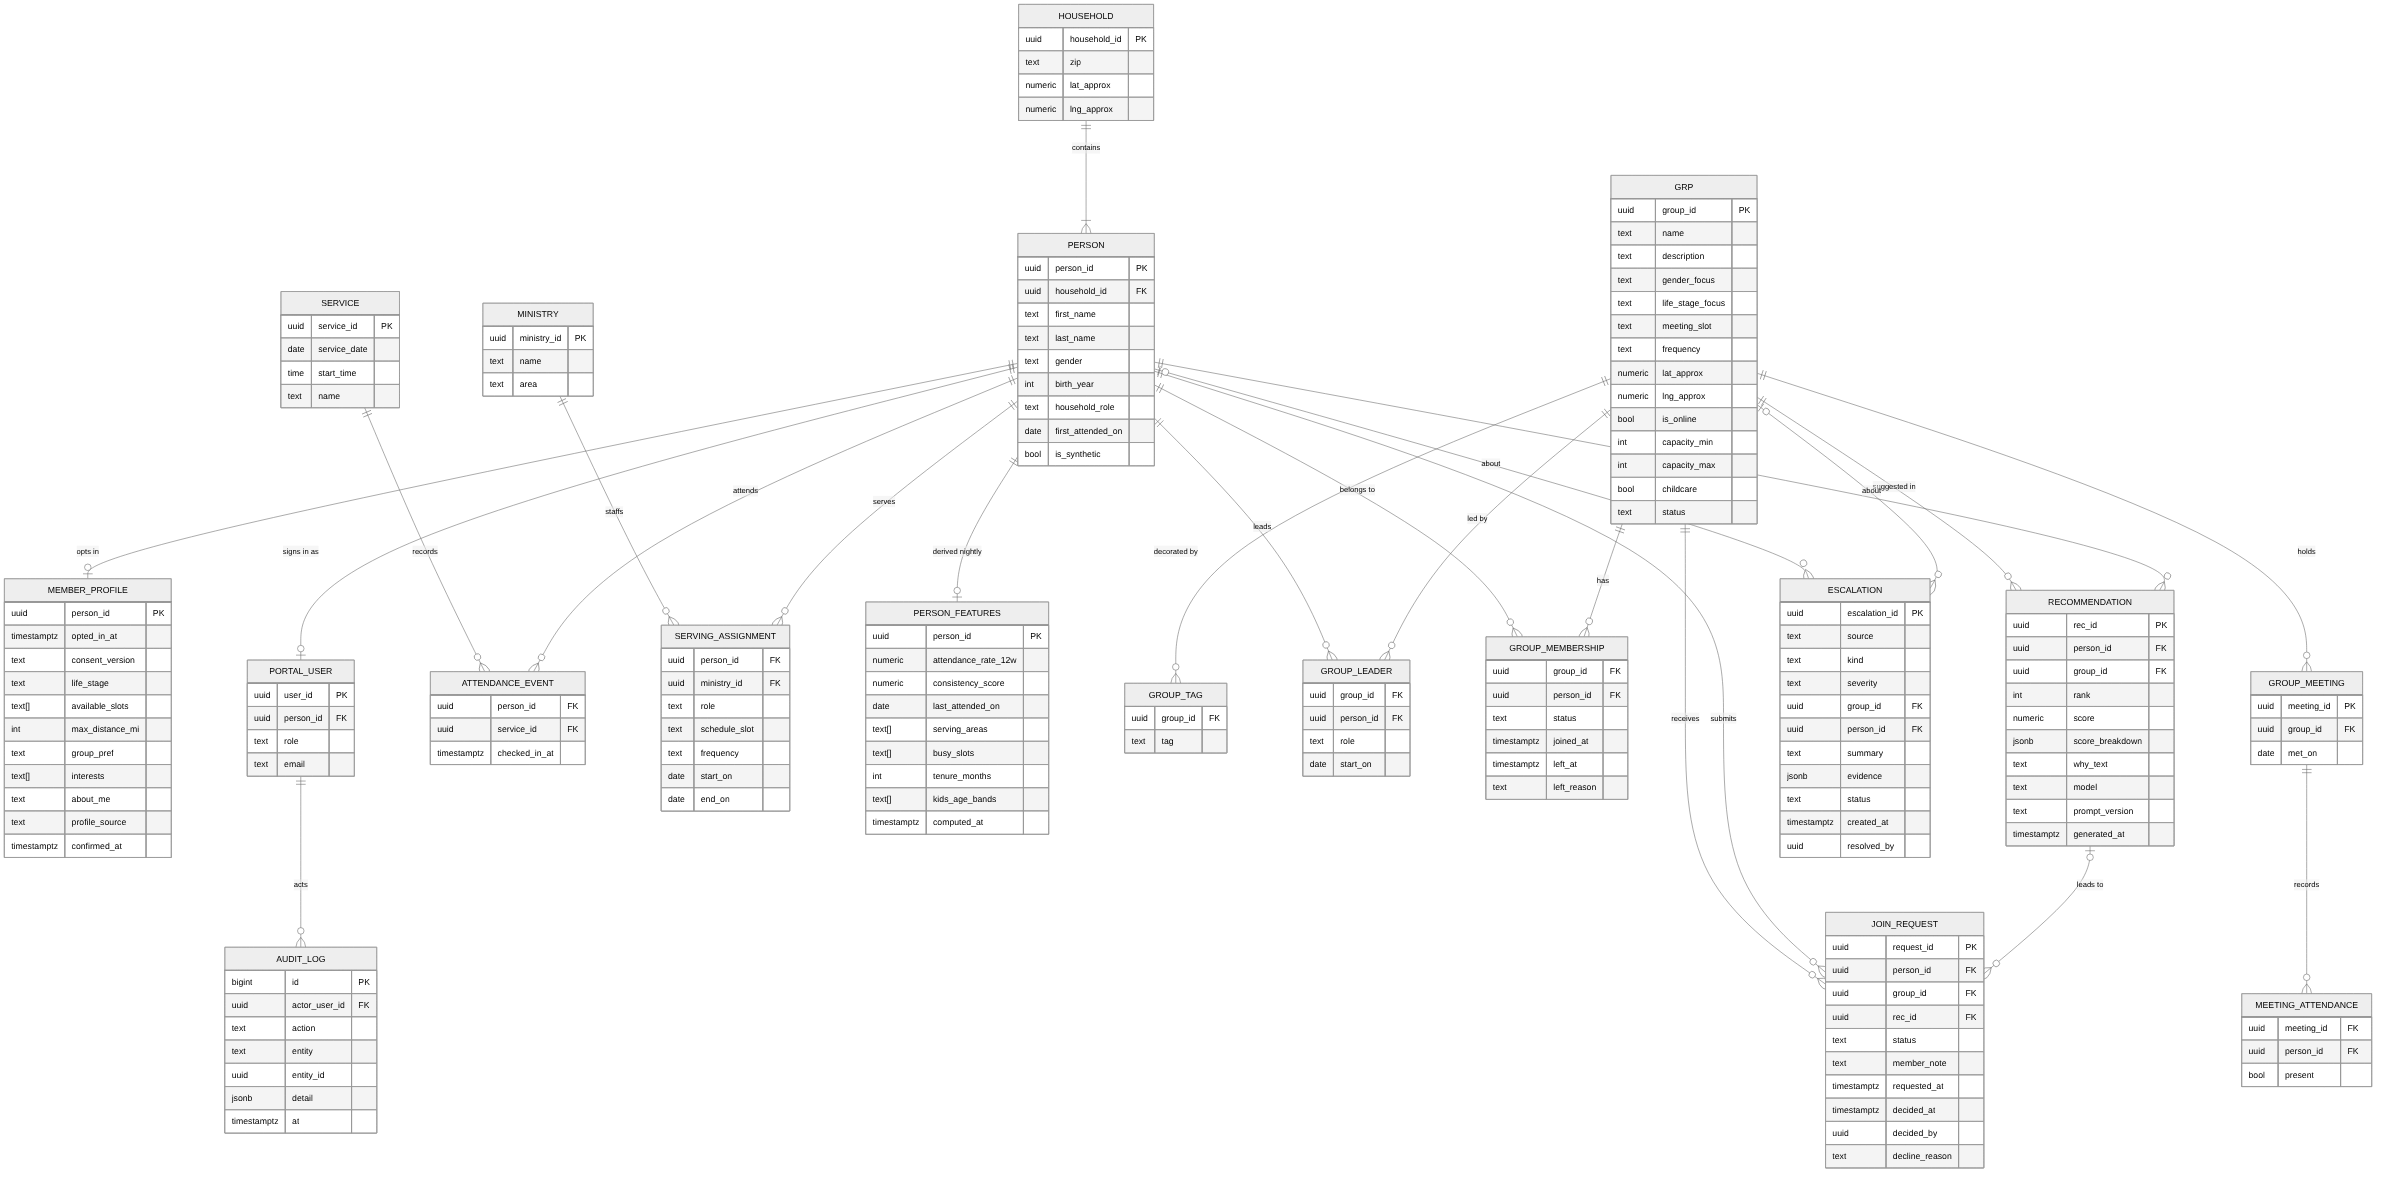 HOUSEHOLD
uuid household_id PK
text zip
numeric lat_approx
numeric lng_approx
contains
GRP
uuid group_id PK
text name
text description
text gender_focus
text life_stage_focus
text meeting_slot
text frequency
numeric lat_approx
numeric lng_approx
bool is_online
int capacity_min
int capacity_max
bool childcare
text status
PERSON
uuid person_id PK
uuid household_id FK
text first_name
text last_name
text gender
int birth_year
text household_role
date first_attended_on
bool is_synthetic
SERVICE
uuid service_id PK
date service_date
time start_time
text name
MINISTRY
uuid ministry_id PK
text name
text area
about
attends
belongs to
suggested in
about
serves
staffs
led by
leads
opts in
signs in as
records
derived nightly
decorated by
holds
has
MEMBER_PROFILE
uuid person_id PK
timestamptz opted_in_at
text consent_version
text life_stage
text[] available_slots
int max_distance_mi
text group_pref
text[] interests
text about_me
text profile_source
timestamptz confirmed_at
PORTAL_USER
uuid user_id PK
uuid person_id FK
text role
text email
ATTENDANCE_EVENT
uuid person_id FK
uuid service_id FK
timestamptz checked_in_at
SERVING_ASSIGNMENT
uuid person_id FK
uuid ministry_id FK
text role
text schedule_slot
text frequency
date start_on
date end_on
PERSON_FEATURES
uuid person_id PK
numeric attendance_rate_12w
numeric consistency_score
date last_attended_on
text[] serving_areas
text[] busy_slots
int tenure_months
text[] kids_age_bands
timestamptz computed_at
GROUP_TAG
uuid group_id FK
text tag
GROUP_LEADER
uuid group_id FK
uuid person_id FK
text role
date start_on
GROUP_MEMBERSHIP
uuid group_id FK
uuid person_id FK
text status
timestamptz joined_at
timestamptz left_at
text left_reason
receives
submits
ESCALATION
uuid escalation_id PK
text source
text kind
text severity
uuid group_id FK
uuid person_id FK
text summary
jsonb evidence
text status
timestamptz created_at
uuid resolved_by
RECOMMENDATION
uuid rec_id PK
uuid person_id FK
uuid group_id FK
int rank
numeric score
jsonb score_breakdown
text why_text
text model
text prompt_version
timestamptz generated_at
GROUP_MEETING
uuid meeting_id PK
uuid group_id FK
date met_on
acts
leads to
records
AUDIT_LOG
bigint id PK
uuid actor_user_id FK
text action
text entity
uuid entity_id
jsonb detail
timestamptz at
JOIN_REQUEST
uuid request_id PK
uuid person_id FK
uuid group_id FK
uuid rec_id FK
text status
text member_note
timestamptz requested_at
timestamptz decided_at
uuid decided_by
text decline_reason
MEETING_ATTENDANCE
uuid meeting_id FK
uuid person_id FK
bool present